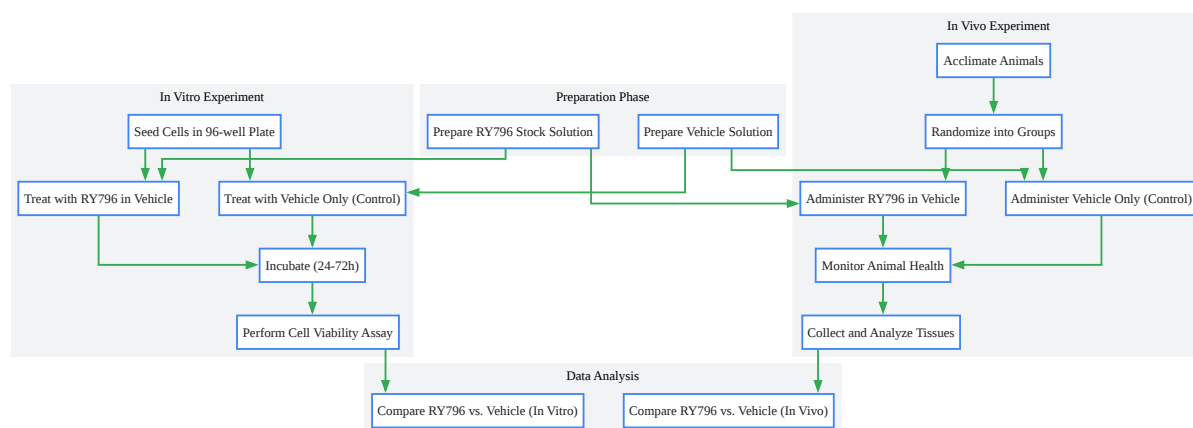 In Vivo Experiment
Acclimate Animals
In Vitro Experiment
Preparation Phase
Seed Cells in 96-well Plate
Prepare RY796 Stock Solution
Prepare Vehicle Solution
Randomize into Groups
Treat with RY796 in Vehicle
Treat with Vehicle Only (Control)
Administer RY796 in Vehicle
Administer Vehicle Only (Control)
Incubate (24-72h)
Monitor Animal Health
Perform Cell Viability Assay
Collect and Analyze Tissues
Data Analysis
Compare RY796 vs. Vehicle (In Vitro)
Compare RY796 vs. Vehicle (In Vivo)